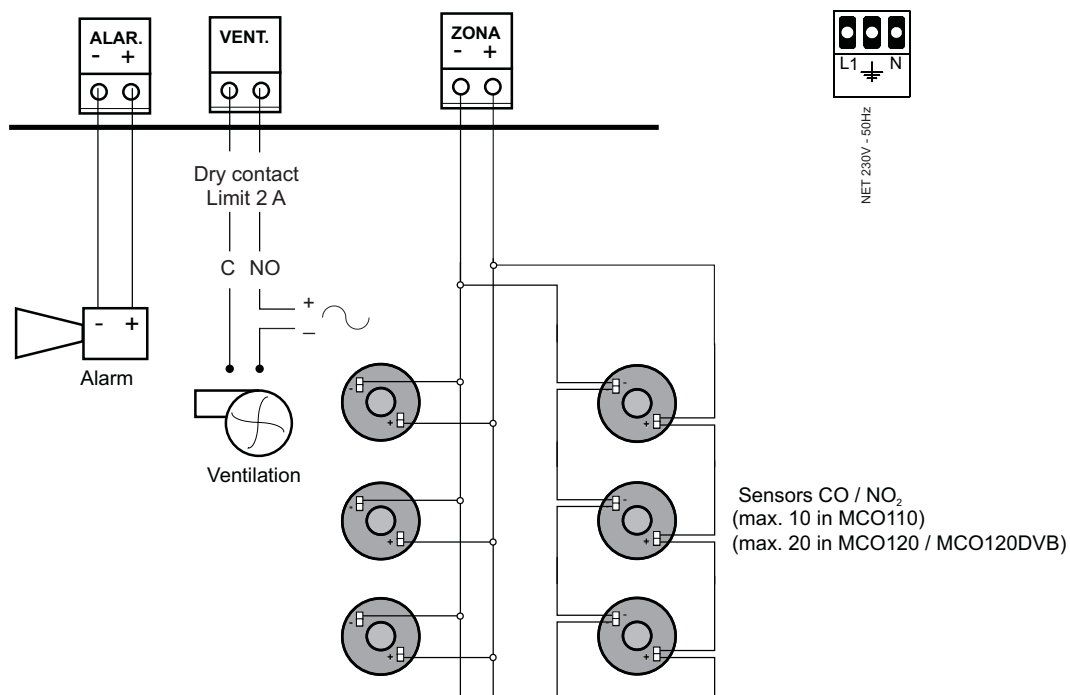 ALAR.
- +
VENT.
ZONA
- +
L1 N
NET 230V - 50Hz
Dry contact
Limit 2 A
C NO
+
–
- +
Alarm
Ventilation
-
-
+
-
-
+
-
-
+
-
-
+
-
-
+
-
-
+
Sensors CO / NO₂
(max. 10 in MCO110)
(max. 20 in MCO120 / MCO120DVB)